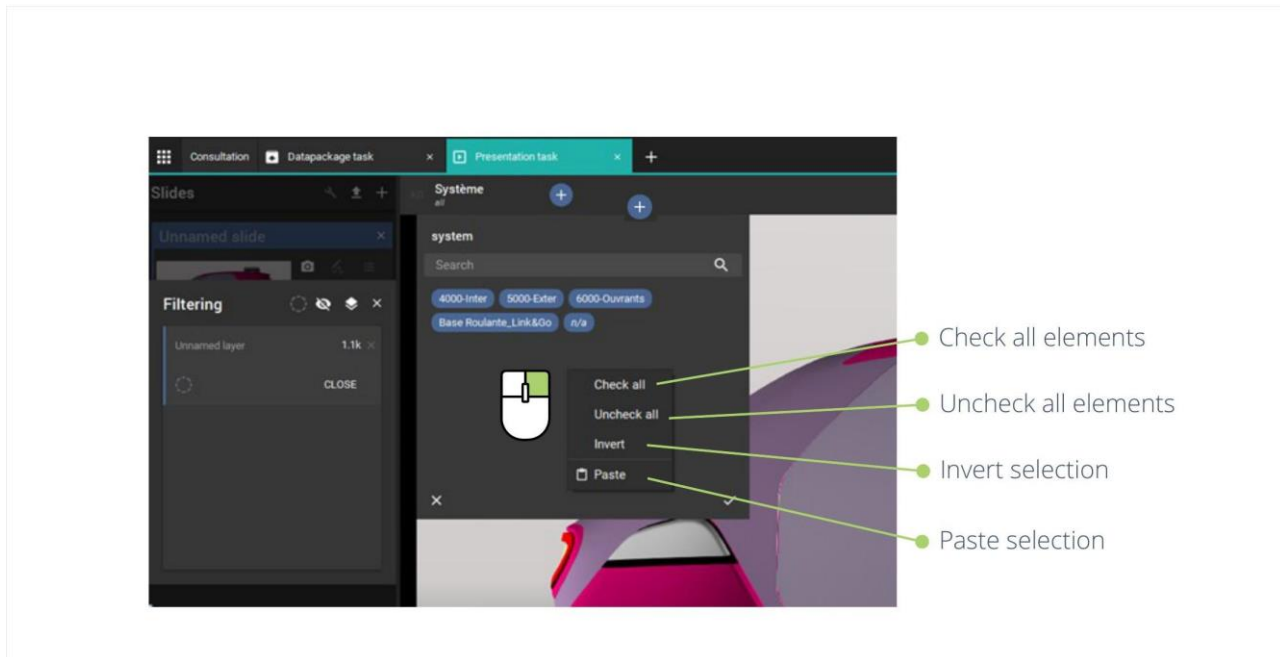 Consultation
Datapackage task
Presentation task
Slides
Système
all
Unnamed slide
system
Search
4000-Inter
5000-Exter
6000-Ouvrants
Base Roulante_Link&Go
n/a
Filtering
Unnamed layer
1.1k
CLOSE
Check all
Uncheck all
Invert
Paste
Check all elements
Uncheck all elements
Invert selection
Paste selection